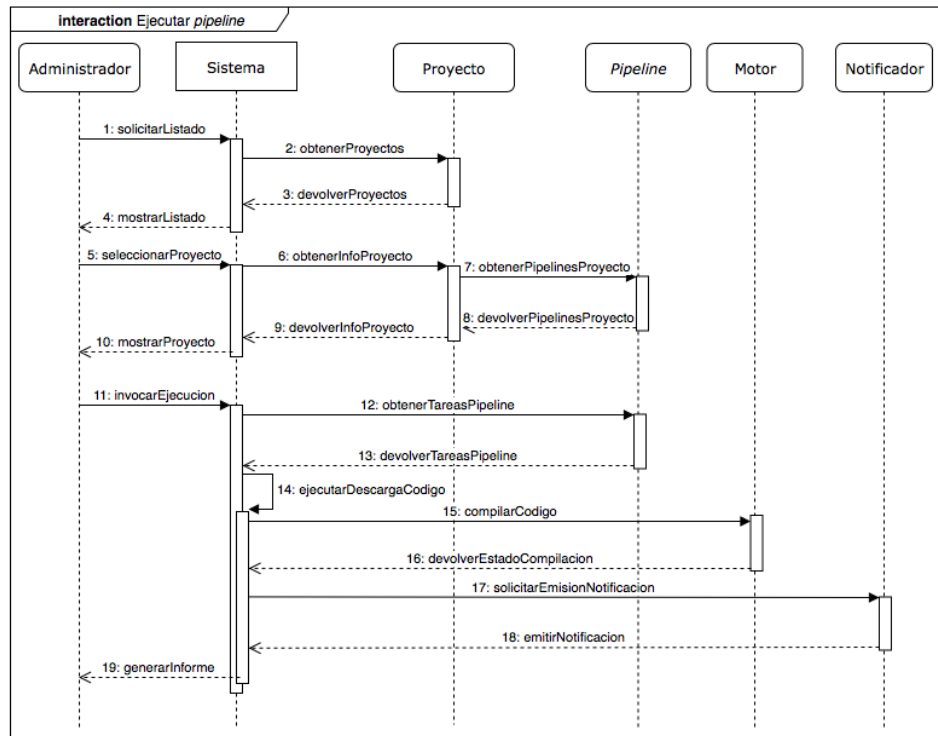 interaction Ejecutar pipeline
Administrador
Sistema
Proyecto
Pipeline
Motor
Notificador
1: solicitarListado
2: obtenerProyectos
3: devolverProyectos
4: mostrarListado
5: seleccionarProyecto
6: obtenerInfoProyecto
7: obtenerPipelinesProyecto
8: devolverPipelinesProyecto
9: devolverInfoProyecto
10: mostrarProyecto
11: invocarEjecucion
12: obtenerTareasPipeline
13: devolverTareasPipeline
14: ejecutarDescargaCodigo
15: compilarCodigo
16: devolverEstadoCompilacion
17: solicitarEmisionNotificacion
18: emitirNotificacion
19: generarInforme